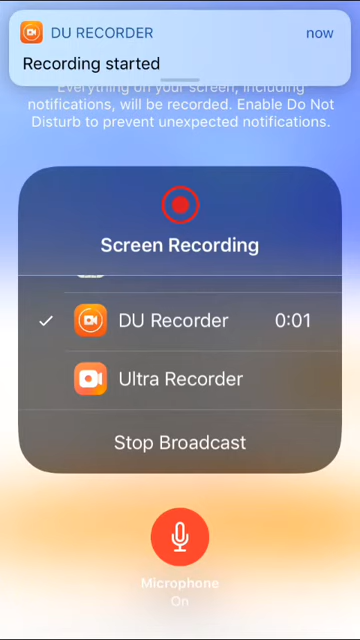 DU RECORDER
now
Recording started
Everything on your screen, including
notifications, will be recorded. Enable Do Not
Disturb to prevent unexpected notifications.
Screen Recording
DU Recorder 0:01
Ultra Recorder
Stop Broadcast
Microphone
On